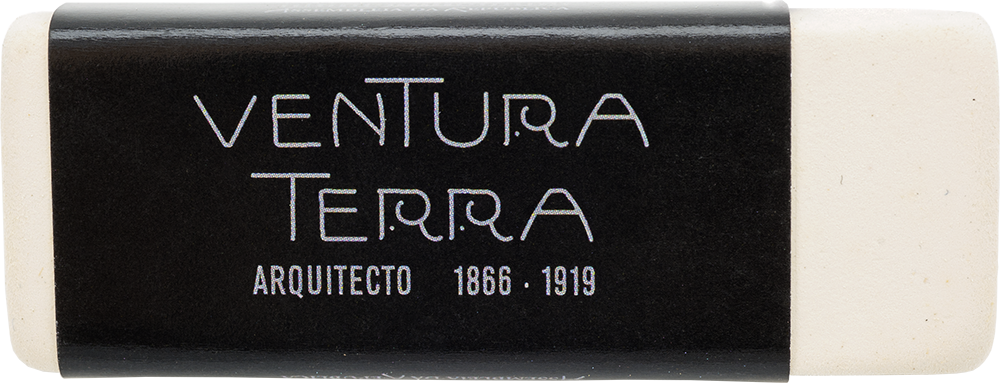 VENTURA
TERRA
ARQUITECTO 1866 · 1919